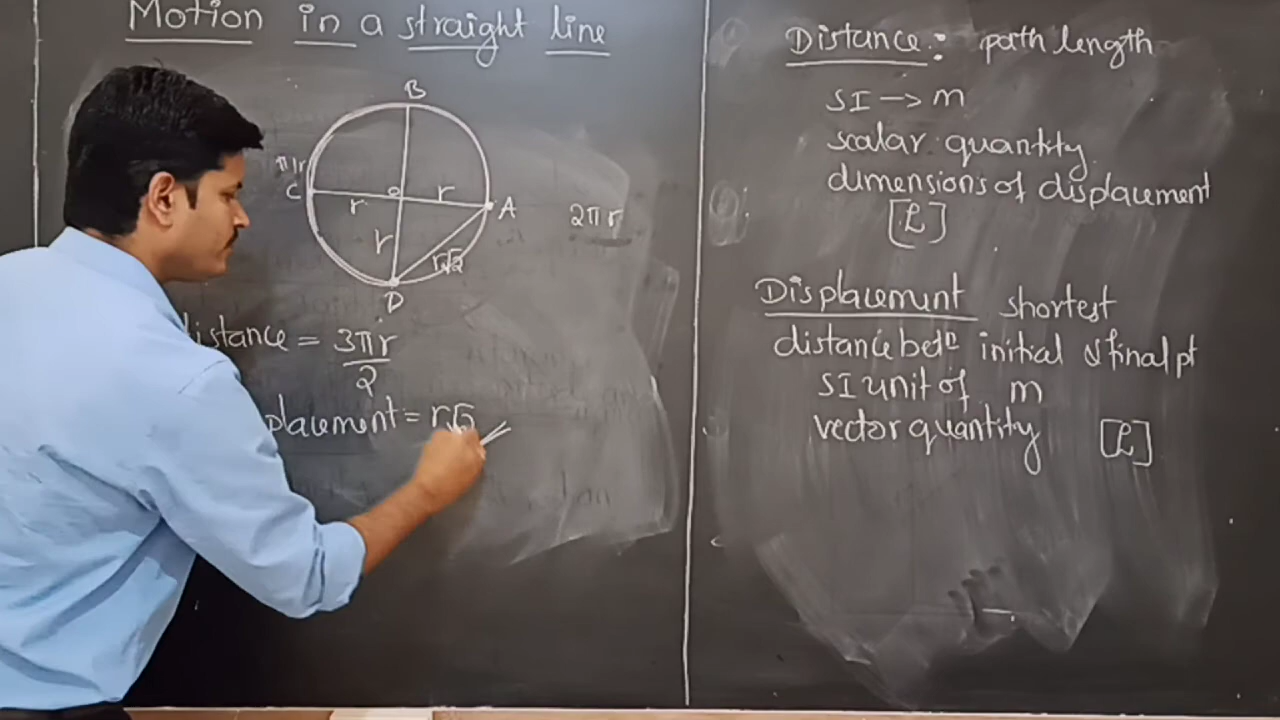 Motion in a straight line
B
πr
C
o
r
A
r
r
r√2
D
2πr
distance = 3πr
2
placement = r√2
Distance: path length
SI → m
scalar quantity
dimensions of displacement
[L]
Displacement shortest
distance betn initial & final pt
SI unit of m
vector quantity [L]